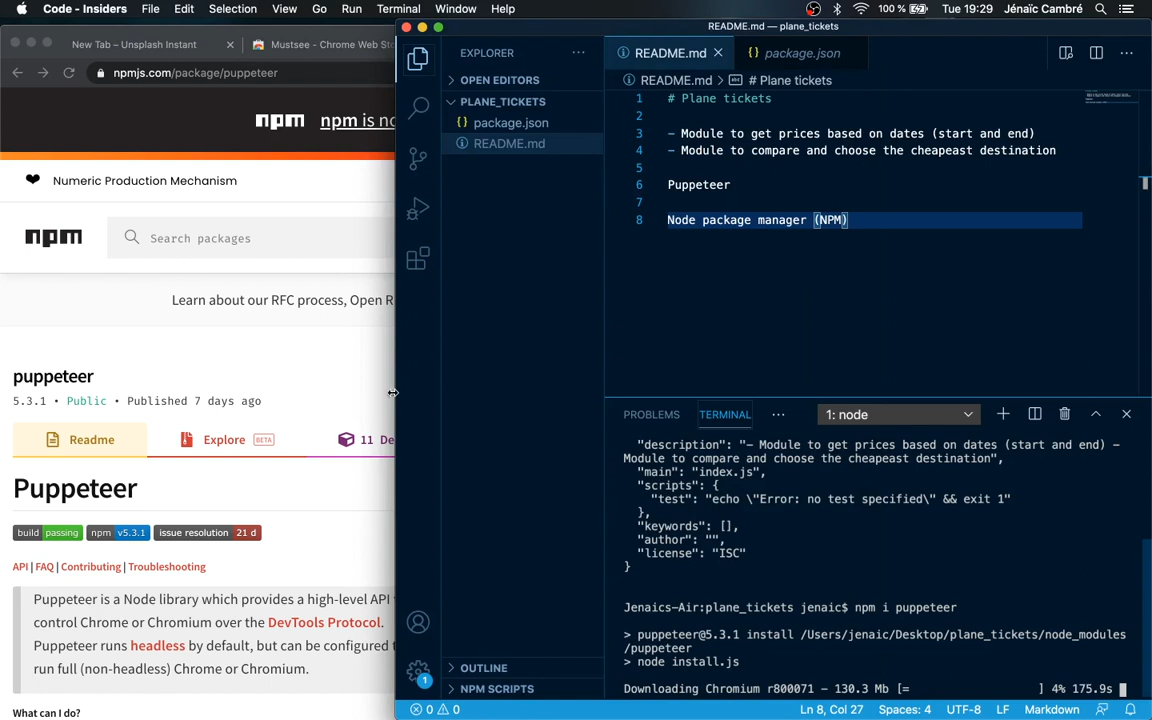 Code - Insiders File Edit Selection View Go Run Terminal Window Help 100 % Tue 19:29 Jénaïc Cambré
New Tab – Unsplash Instant
Mustsee - Chrome Web Sto
npmjs.com/package/puppeteer
npm npm is no
Numeric Production Mechanism
npm Search packages
Learn about our RFC process, Open R
puppeteer
5.3.1 • Public • Published 7 days ago
Readme Explore BETA 11 De
Puppeteer
build passing npm v5.3.1 issue resolution 21 d
API | FAQ | Contributing | Troubleshooting
Puppeteer is a Node library which provides a high-level API
control Chrome or Chromium over the DevTools Protocol.
Puppeteer runs headless by default, but can be configured
run full (non-headless) Chrome or Chromium.
What can I do?
README.md — plane_tickets
EXPLORER
OPEN EDITORS
PLANE_TICKETS
package.json
README.md
OUTLINE
NPM SCRIPTS
1
README.md package.json
README.md > # Plane tickets
1 # Plane tickets
2
3 - Module to get prices based on dates (start and end)
4 - Module to compare and choose the cheapeast destination
5
6 Puppeteer
7
8 Node package manager (NPM)
PROBLEMS TERMINAL 1: node
"description": "- Module to get prices based on dates (start and end) -
Module to compare and choose the cheapeast destination",
"main": "index.js",
"scripts": {
"test": "echo \"Error: no test specified\" && exit 1"
},
"keywords": [],
"author": "",
"license": "ISC"
}
Jenaics-Air:plane_tickets jenaic$ npm i puppeteer
> puppeteer@5.3.1 install /Users/jenaic/Desktop/plane_tickets/node_modules
/puppeteer
> node install.js
Downloading Chromium r800071 - 130.3 Mb [= ] 4% 175.9s
0 0 Ln 8, Col 27 Spaces: 4 UTF-8 LF Markdown